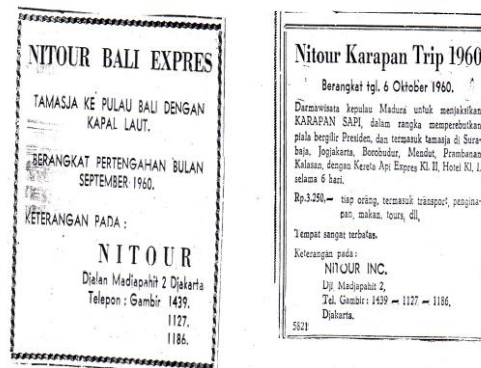 NITOUR BALI EXPRES
TAMASJA KE PULAU BALI DENGAN
KAPAL LAUT.
BERANGKAT PERTENGAHAN BULAN
SEPTEMBER 1960.
KETERANGAN PADA :
NITOUR
Djalan Madjapahit 2 Djakarta
Telepon : Gambir 1439.
1127.
1186.
Nitour Karapan Trip 1960
Berangkat tgl. 6 Oktober 1960.
Darmawisata kepulau Madura untuk menjaksikan
KARAPAN SAPI, dalam rangka memperebutkan
piala bergilir Presiden, dan termasuk tamasja di Sura-
baja, Jogjakarta, Borobudur, Mendut, Prambanan
Kalasan, dengan Kereta Api Expres Kl. II, Hotel Kl. I.
selama 6 hari.
Rp.3.250,— tiap orang, termasuk transport, pengina-
pan, makan, tours, dll,
Tempat sangat terbatas.
Keterangan pada :
NITOUR INC.
Djl. Madjapahit 2,
Tel. Gambir : 1439 — 1127 — 1186,
Djakarta.
5821